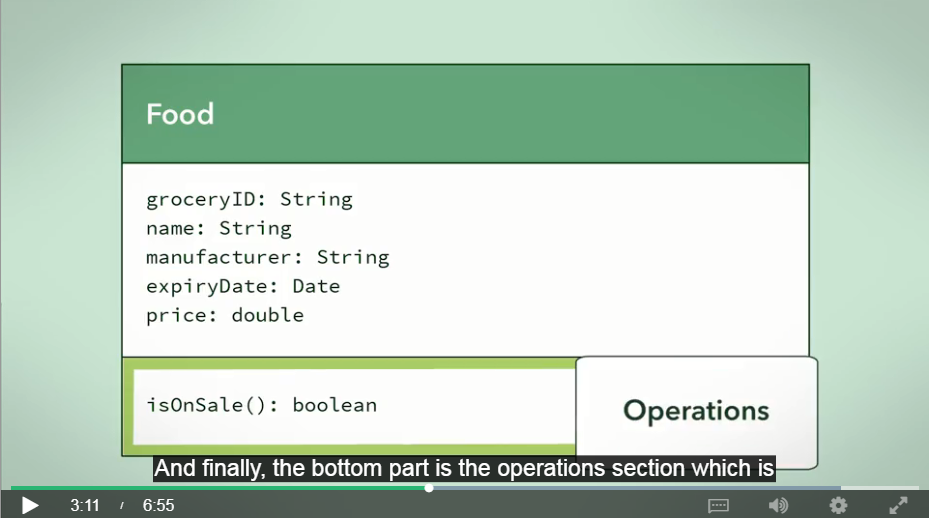 Food
groceryID: String
name: String
manufacturer: String
expiryDate: Date
price: double
isOnSale(): boolean
Operations
And finally, the bottom part is the operations section which is
3:11 / 6:55